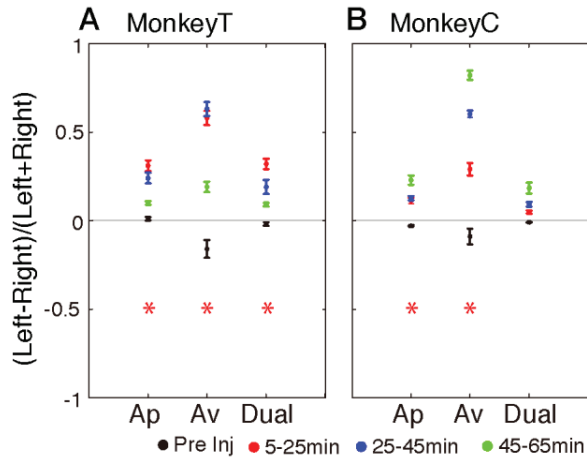 A MonkeyT
B MonkeyC
(Left-Right)/(Left+Right)
1
0.5
0
-0.5
-1
* * *
* *
Ap Av Dual
Ap Av Dual
Pre Inj 5-25min 25-45min 45-65min